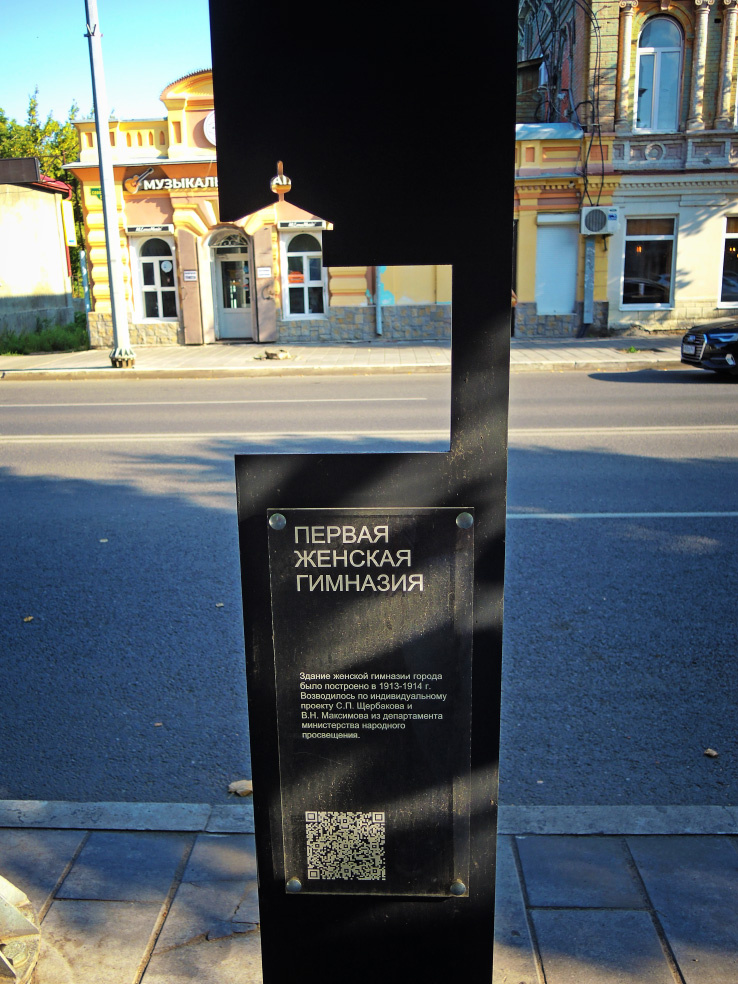 МУЗЫКАЛЬ
ПЕРВАЯ
ЖЕНСКАЯ
ГИМНАЗИЯ
Здание женской гимназии города
было построено в 1913-1914 г.
Возводилось по индивидуальному
проекту С.П. Щербакова и
В.Н. Максимова из департамента
министерства народного
просвещения.